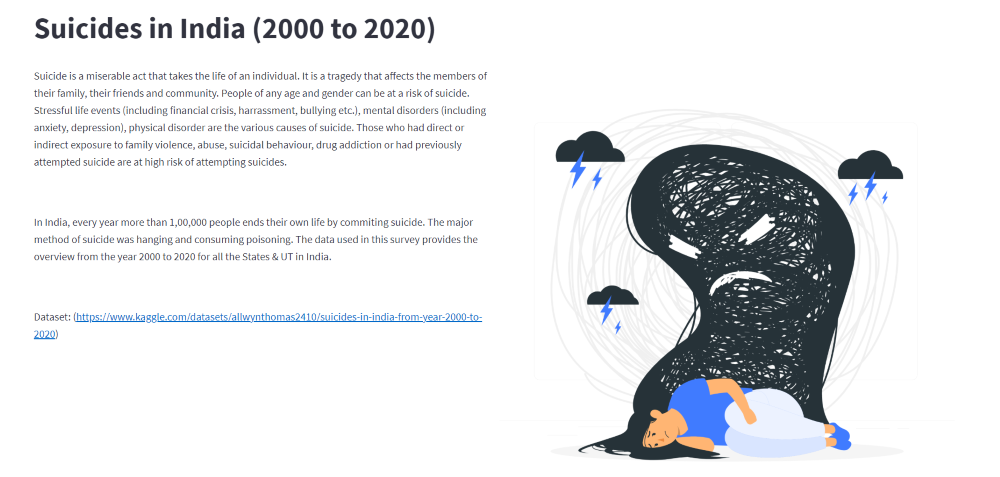 Suicides in India (2000 to 2020)
Suicide is a miserable act that takes the life of an individual. It is a tragedy that affects the members of
their family, their friends and community. People of any age and gender can be at a risk of suicide.
Stressful life events (including financial crisis, harrassment, bullying etc.), mental disorders (including
anxiety, depression), physical disorder are the various causes of suicide. Those who had direct or
indirect exposure to family violence, abuse, suicidal behaviour, drug addiction or had previously
attempted suicide are at high risk of attempting suicides.
In India, every year more than 1,00,000 people ends their own life by commiting suicide. The major
method of suicide was hanging and consuming poisoning. The data used in this survey provides the
overview from the year 2000 to 2020 for all the States & UT in India.
Dataset: (https://www.kaggle.com/datasets/allwynthomas2410/suicides-in-india-from-year-2000-to-
2020)